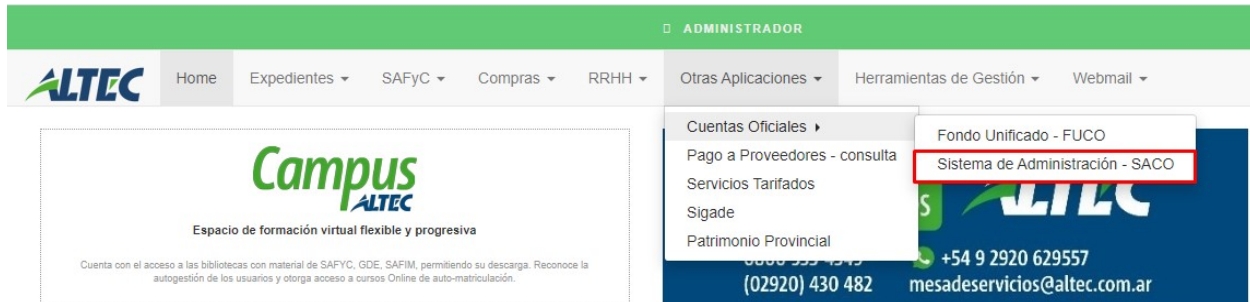 ADMINISTRADOR
ALTEC Home Expedientes SAFyC Compras RRHH Otras Aplicaciones Herramientas de Gestión Webmail
Cuentas Oficiales
Pago a Proveedores - consulta
Servicios Tarifados
Sigade
Patrimonio Provincial
Fondo Unificado - FUCO
Sistema de Administración - SACO
Campus
ALTEC
Espacio de formación virtual flexible y progresiva
Cuenta con el acceso a las bibliotecas con material de SAFYC, GDE, SAFIM, permitiendo su descarga. Reconoce la
autogestión de los usuarios y otorga acceso a cursos Online de auto-matriculación.
S ALTEC
+54 9 2920 629557
(02920) 430 482 mesadeservicios@altec.com.ar